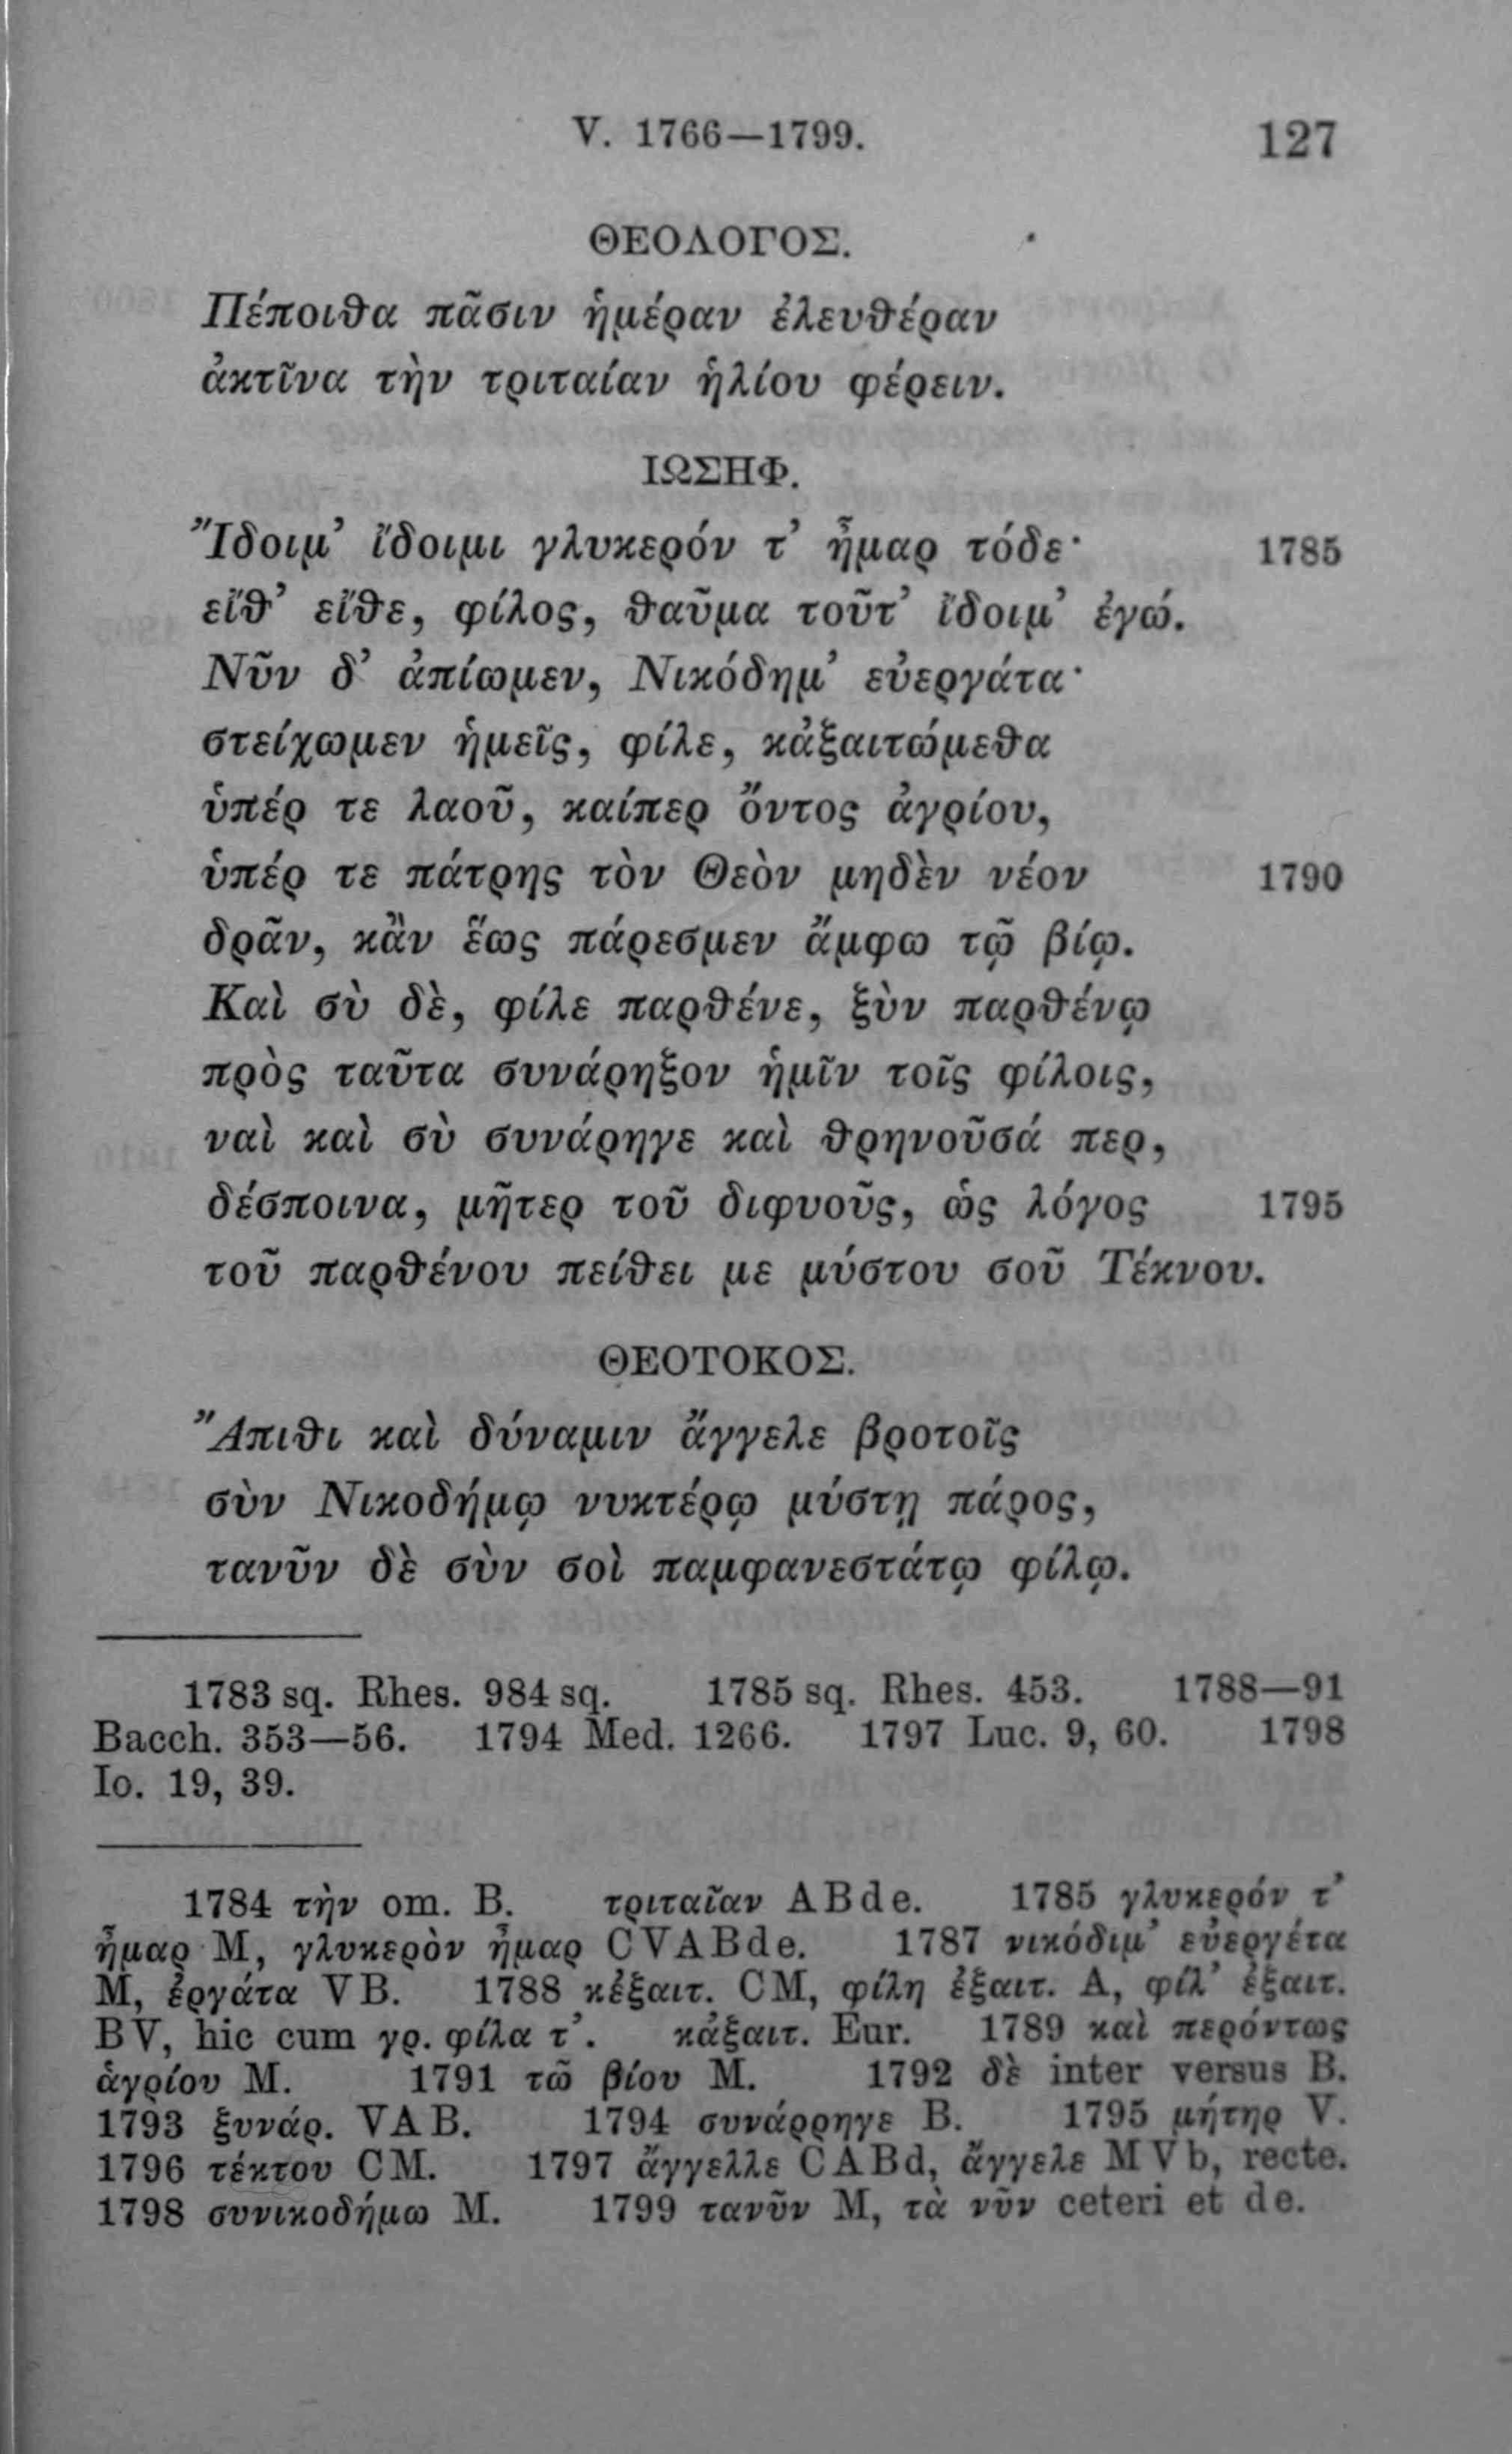 V. 1766—1799.
127
ΘΕΟΛΟΓΟΣ.
Πέποιθα πᾶσιν ἡμέραν ἐλευθέραν
ἀκτῖνα τὴν τριταίαν ἡλίου φέρειν.
ΙΩΣΗΦ.
Ἴδοιμ’ ἴδοιμι γλυκερόν τ’ ἦμαρ τόδε· 1785
εἴθ’ εἴθε, φίλος, θαῦμα τοῦτ’ ἴδοιμ’ ἐγώ.
Νῦν δ’ ἀπίωμεν, Νικόδημ’ εὐεργάτα·
στείχωμεν ἡμεῖς, φίλε, κἀξαιτώμεθα
ὑπέρ τε λαοῦ, καίπερ ὄντος ἀγρίου,
ὑπέρ τε πάτρης τὸν Θεὸν μηδὲν νέον 1790
δρᾶν, κἂν ἕως πάρεσμεν ἄμφω τῷ βίῳ.
Καὶ σὺ δὲ, φίλε παρθένε, ξὺν παρθένῳ
πρὸς ταῦτα συνάρηξον ἡμῖν τοῖς φίλοις,
ναὶ καὶ σὺ συνάρηγε καὶ θρηνοῦσά περ,
δέσποινα, μῆτερ τοῦ διφυοῦς, ὡς λόγος 1795
τοῦ παρθένου πείθει με μύστου σοῦ Τέκνου.
ΘΕΟΤΟΚΟΣ.
Ἄπιθι καὶ δύναμιν ἄγγελε βροτοῖς
σὺν Νικοδήμῳ νυκτέρῳ μύστῃ πάρος,
τανῦν δὲ σὺν σοὶ παμφανεστάτῳ φίλῳ.
1783 sq. Rhes. 984 sq. 1785 sq. Rhes. 453. 1788—91
Bacch. 353—56. 1794 Med. 1266. 1797 Luc. 9, 60. 1798
Io. 19, 39.
1784 τὴν om. B. τριταῖαν ABde. 1785 γλυκερόν τ’
ἦμαρ M, γλυκερὸν ἦμαρ CVABde. 1787 νικόδιμ’ εὐεργέτα
M, ἐργάτα VB. 1788 κἐξαιτ. CM, φίλη ἐξαιτ. A, φίλ’ ἐξαιτ.
BV, hic cum γρ. φίλα τ’. κἀξαιτ. Eur. 1789 καὶ περόντως
ἀγρίου M. 1791 τῶ βίου M. 1792 δὲ inter versus B.
1793 ξυνάρ. VAB. 1794 συνάρρηγε B. 1795 μήτηρ V.
1796 τέκτου CM. 1797 ἄγγελλε CABd, ἄγγελε MVb, recte.
1798 συνικοδήμω M. 1799 τανῦν M, τὰ νῦν ceteri et de.